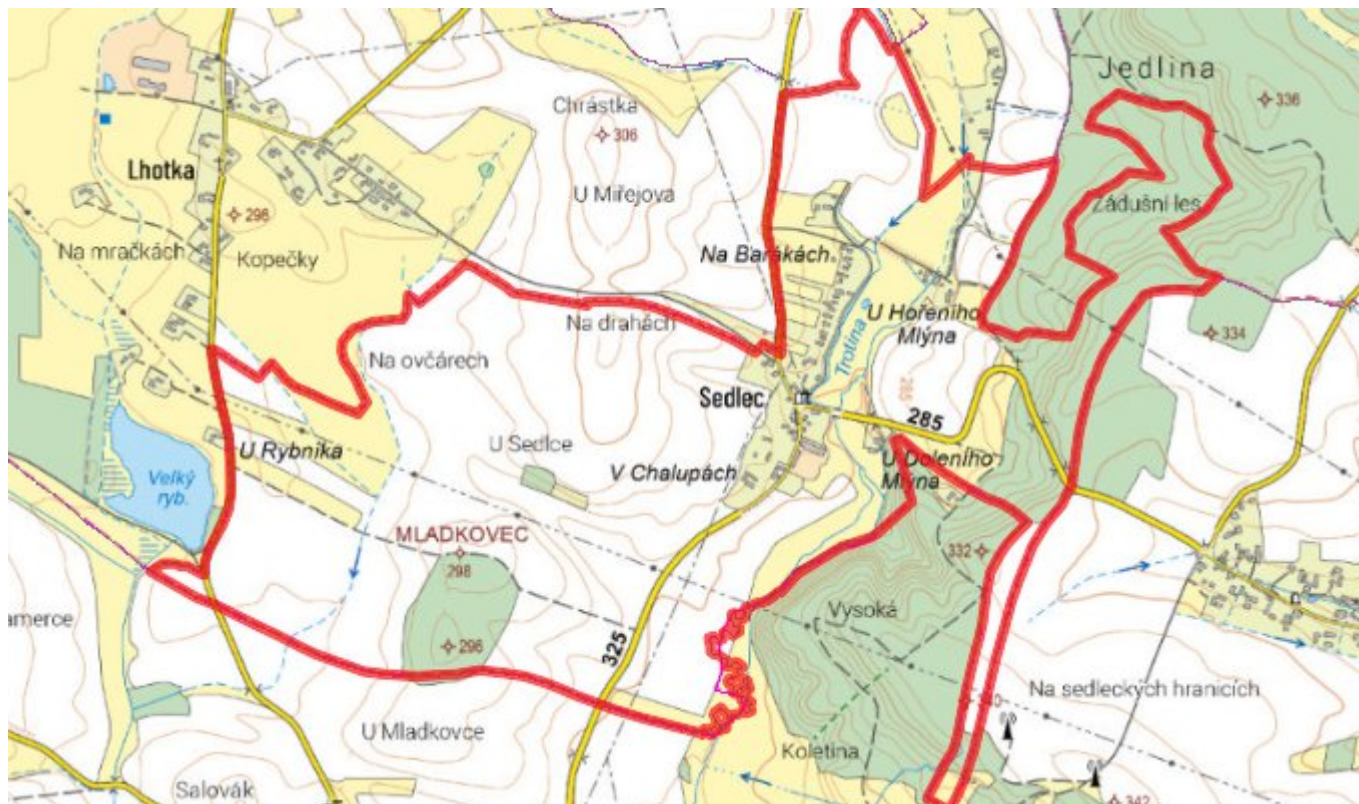 Jedlina
336
Chrástka
306
Lhotka
U Miřejova
Zádušní les
296
Na mračkách
Kopečky
Na Barákách
U Hořeního
Mlýna
Trotina
Na drahách
334
Na ovčárech
285
Sedlec
285
U Rybníka
U Sedlce
V Chalupách
U Doleního
Mlýna
Velký
ryb.
MLADKOVEC
298
332
Vysoká
amerce
325
296
Na sedleckých hranicích
U Mladkovce
Koletina
Salovák
342